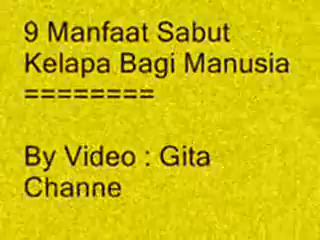 9 Manfaat Sabut
Kelapa Bagi Manusia
========
By Video : Gita
Channe